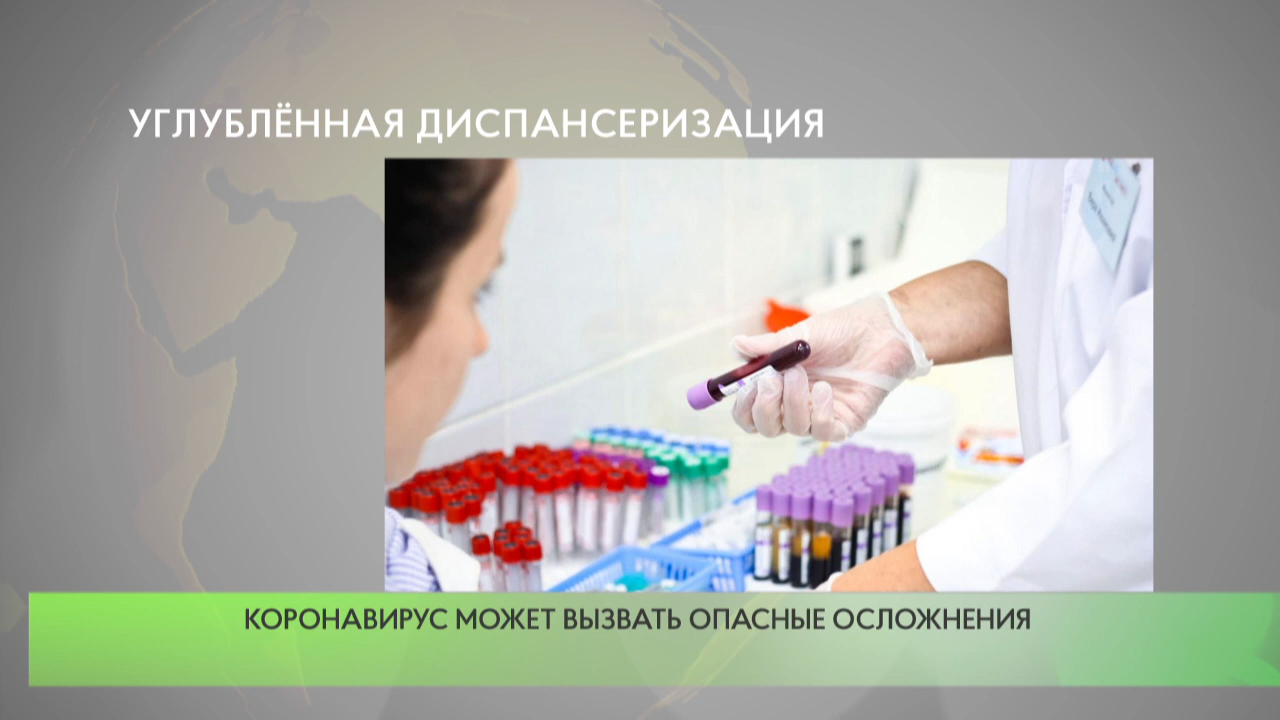 УГЛУБЛЁННАЯ ДИСПАНСЕРИЗАЦИЯ
КОРОНАВИРУС МОЖЕТ ВЫЗВАТЬ ОПАСНЫЕ ОСЛОЖНЕНИЯ